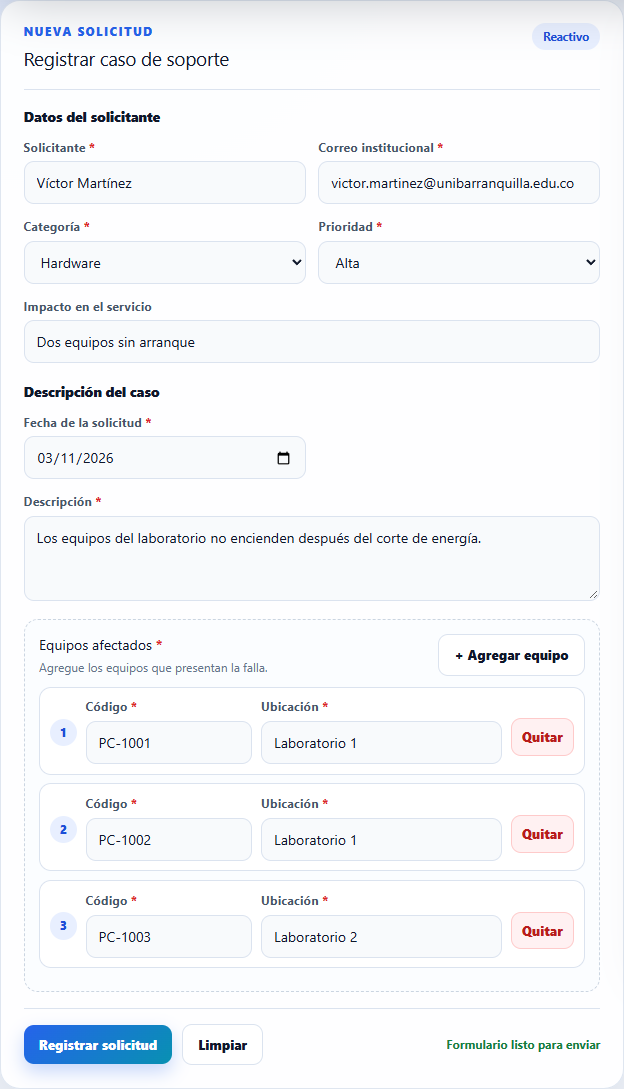 NUEVA SOLICITUD
Registrar caso de soporte
Reactivo
Datos del solicitante
Solicitante *
Correo institucional *
Víctor Martínez
victor.martinez@unibarranquilla.edu.co
Categoría *
Prioridad *
Hardware
Alta
Impacto en el servicio
Dos equipos sin arranque
Descripción del caso
Fecha de la solicitud *
03/11/2026
Descripción *
Los equipos del laboratorio no encienden después del corte de energía.
Equipos afectados *
Agregue los equipos que presentan la falla.
+ Agregar equipo
Código *
Ubicación *
1
PC-1001
Laboratorio 1
Quitar
Código *
Ubicación *
2
PC-1002
Laboratorio 1
Quitar
Código *
Ubicación *
3
PC-1003
Laboratorio 2
Quitar
Registrar solicitud
Limpiar
Formulario listo para enviar